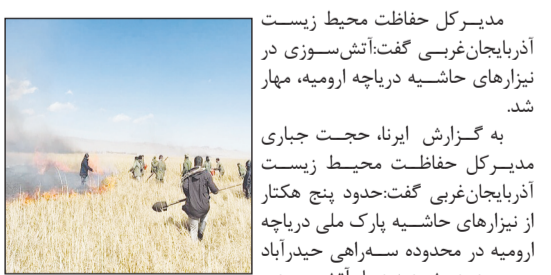 مدیرکل حفاظت محیط زیست
آذربایجان‌غربی گفت:آتش‌سوزی در
نیزارهای حاشیه دریاچه ارومیه، مهار
شد.
به گزارش ایرنا، حجت جباری
مدیرکل حفاظت محیط زیست
آذربایجان‌غربی گفت:حدود پنج هکتار
از نیزارهای حاشیه پارک ملی دریاچه
ارومیه در محدوده سه‌راهی حیدرآباد